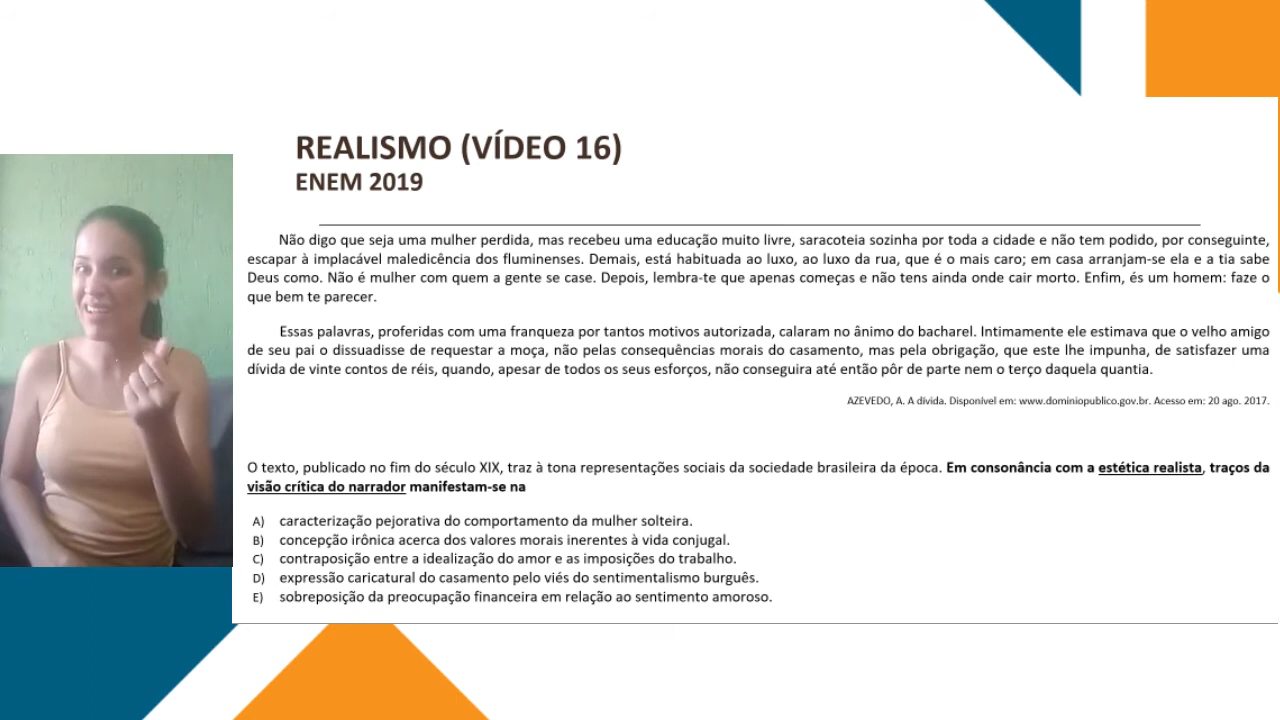 REALISMO (VÍDEO 16)
ENEM 2019
Não digo que seja uma mulher perdida, mas recebeu uma educação muito livre, saracoteia sozinha por toda a cidade e não tem podido, por conseguinte,
escapar à implacável maledicência dos fluminenses. Demais, está habituada ao luxo, ao luxo da rua, que é o mais caro; em casa arranjam-se ela e a tia sabe
Deus como. Não é mulher com quem a gente se case. Depois, lembra-te que apenas começas e não tens ainda onde cair morto. Enfim, és um homem: faze o
que bem te parecer.
Essas palavras, proferidas com uma franqueza por tantos motivos autorizada, calaram no ânimo do bacharel. Intimamente ele estimava que o velho amigo
de seu pai o dissuadisse de requestar a moça, não pelas consequências morais do casamento, mas pela obrigação, que este lhe impunha, de satisfazer uma
dívida de vinte contos de réis, quando, apesar de todos os seus esforços, não conseguira até então pôr de parte nem o terço daquela quantia.
AZEVEDO, A. A dívida. Disponível em: www.dominiopublico.gov.br. Acesso em: 20 ago. 2017.
O texto, publicado no fim do século XIX, traz à tona representações sociais da sociedade brasileira da época. Em consonância com a estética realista, traços da
visão crítica do narrador manifestam-se na
A) caracterização pejorativa do comportamento da mulher solteira.
B) concepção irônica acerca dos valores morais inerentes à vida conjugal.
C) contraposição entre a idealização do amor e as imposições do trabalho.
D) expressão caricatural do casamento pelo viés do sentimentalismo burguês.
E) sobreposição da preocupação financeira em relação ao sentimento amoroso.